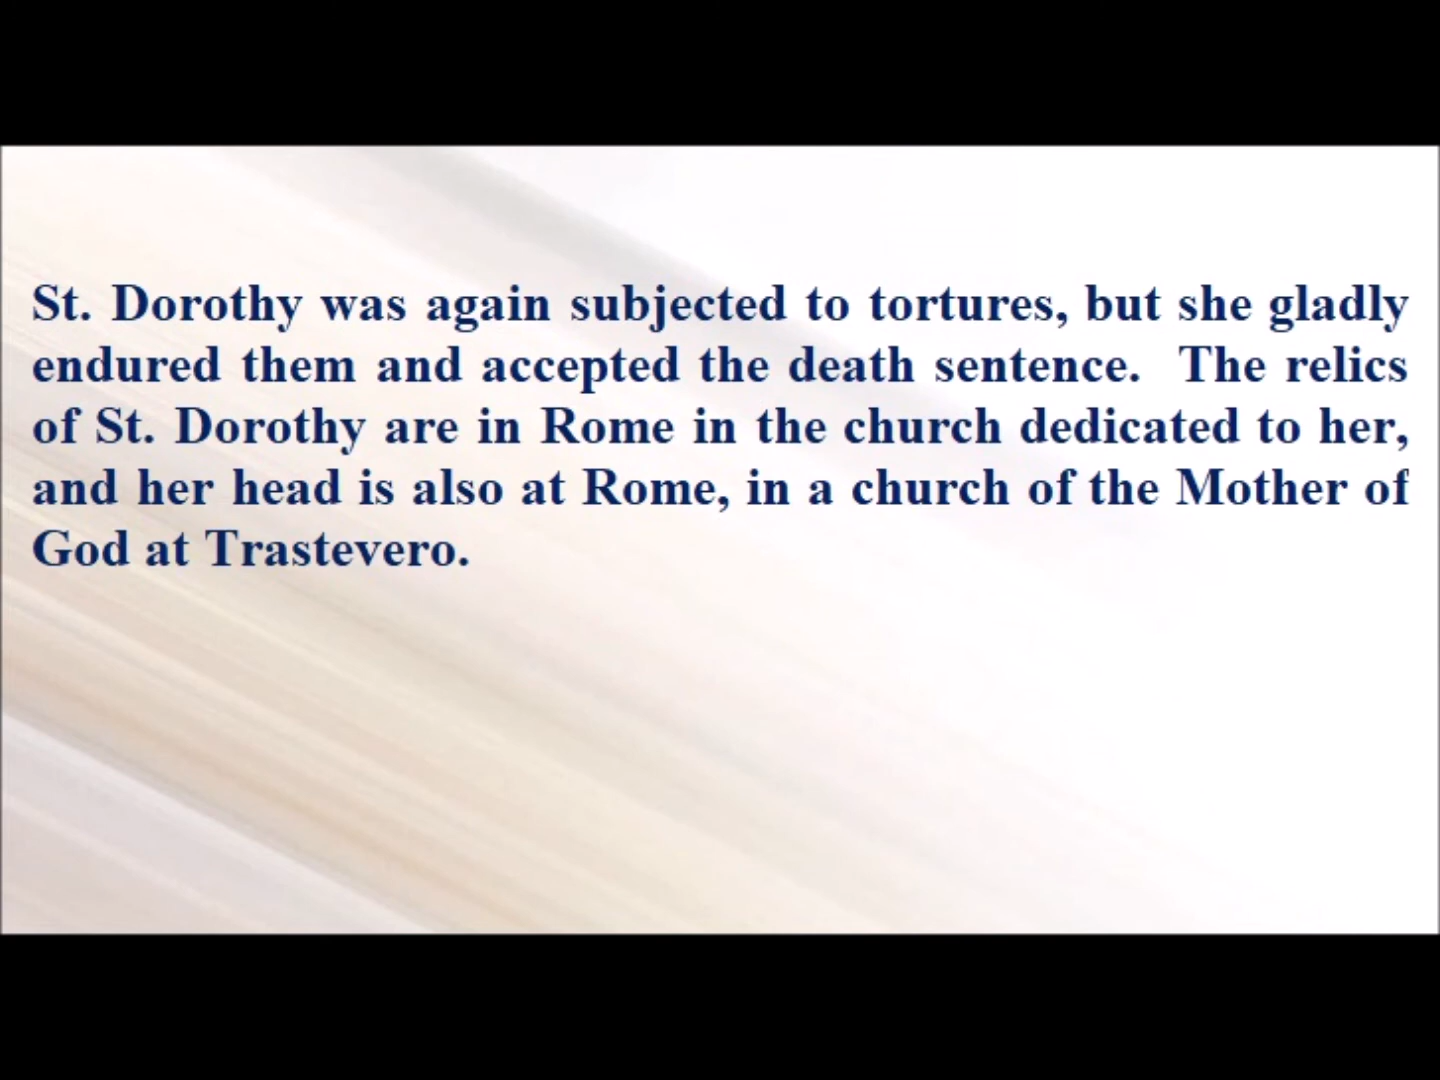 St. Dorothy was again subjected to tortures, but she gladly
endured them and accepted the death sentence.  The relics
of St. Dorothy are in Rome in the church dedicated to her,
and her head is also at Rome, in a church of the Mother of
God at Trastevero.